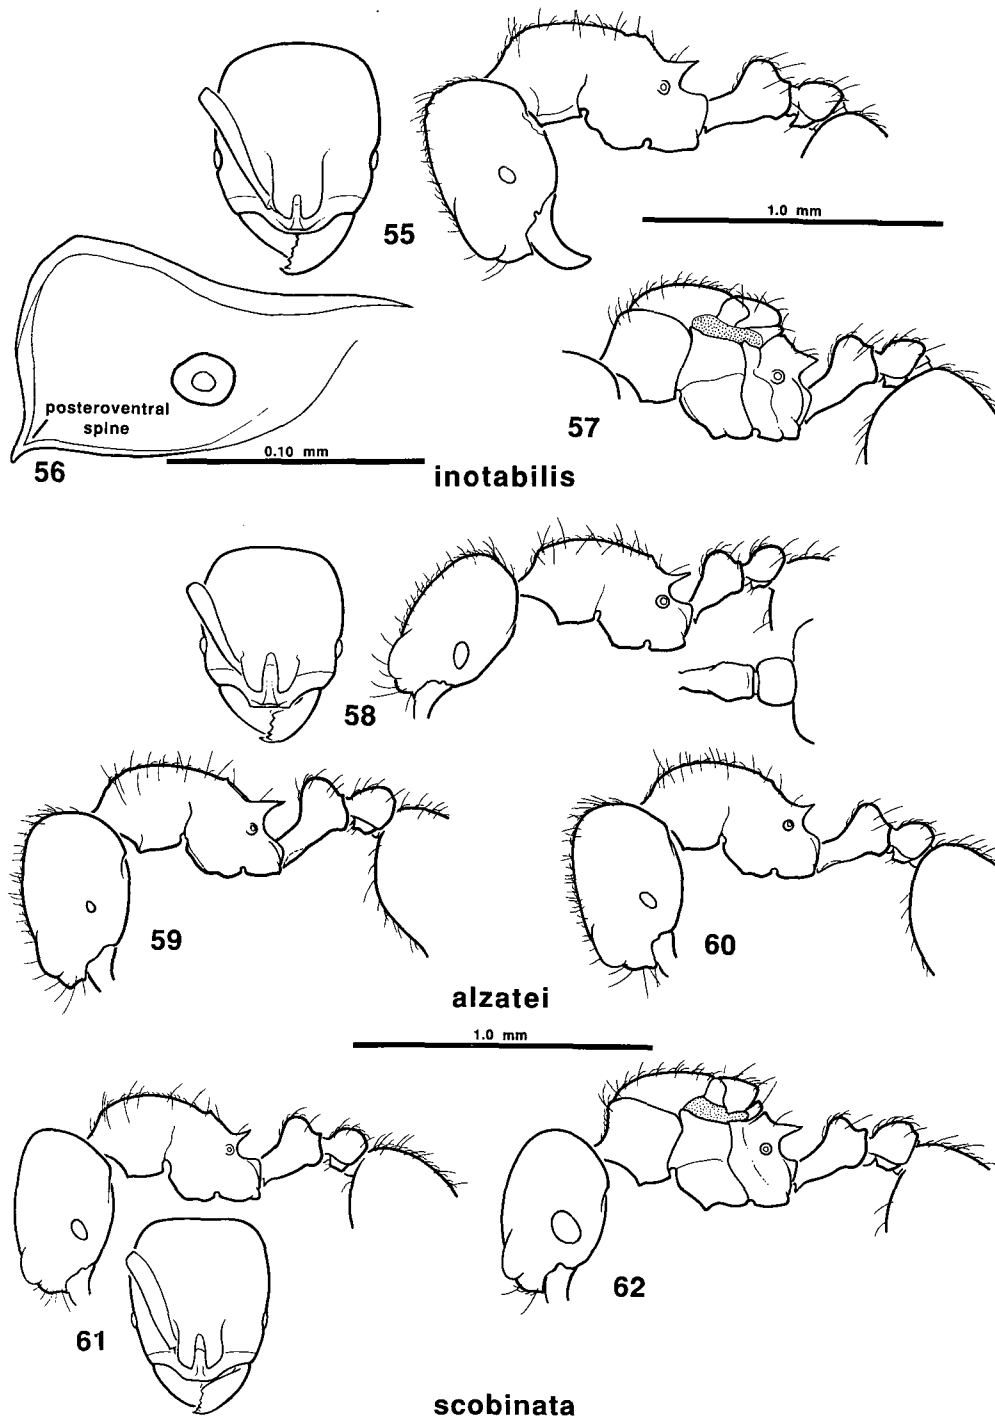 55
1.0 mm
posteroventral
spine
56
0.10 mm
57
inotabilis
58
59
60
alzatei
1.0 mm
61
62
scobinata